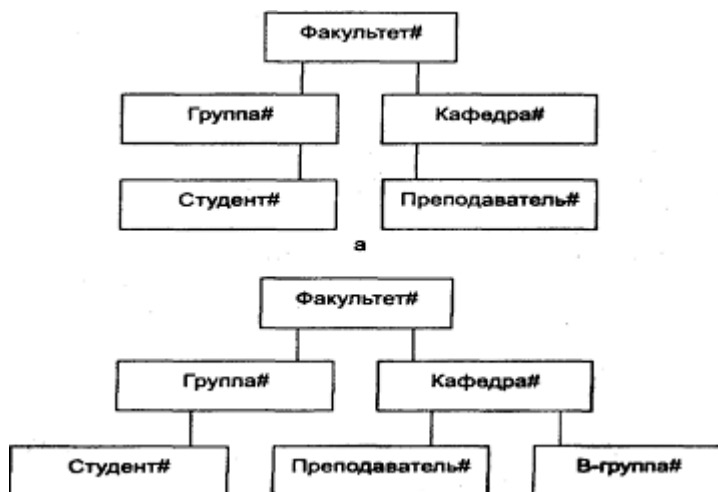 Факультет#
Группа# Кафедра#
Студент# Преподаватель#
а
Факультет#
Группа# Кафедра#
Студент# Преподаватель# В-группа#